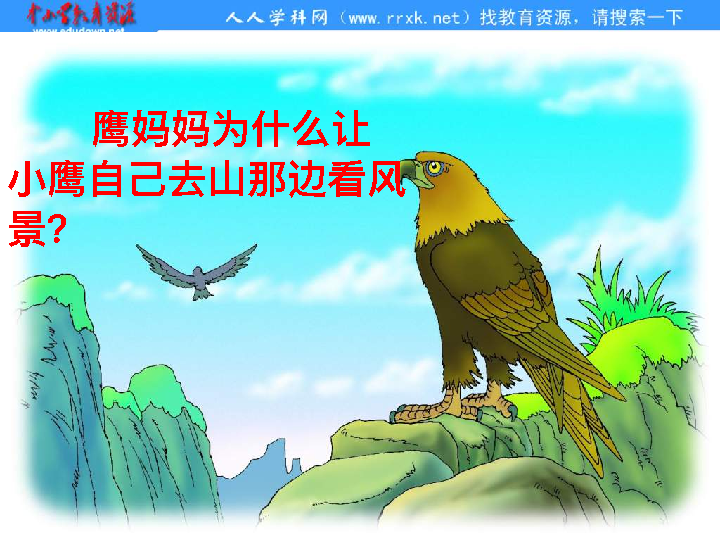 中小学教育资源
www.edudown.net
人人学科网（www.rrxk.net）找教育资源，请搜索一下
鹰妈妈为什么让
小鹰自己去山那边看风
景?